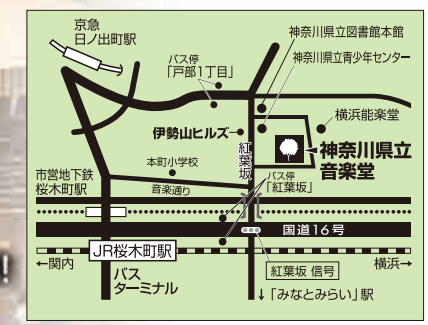 京急
日ノ出町駅
バス停
「戸部1丁目」
神奈川県立図書館本館
神奈川県立青少年センター
横浜能楽堂
伊勢山ヒルズ
紅葉坂
神奈川県立
音楽堂
本町小学校
市営地下鉄
桜木町駅
音楽通り
バス停
「紅葉坂」
国道16号
JR桜木町駅
←関内
紅葉坂 信号
横浜→
バス
ターミナル
↓「みなとみらい」駅
!